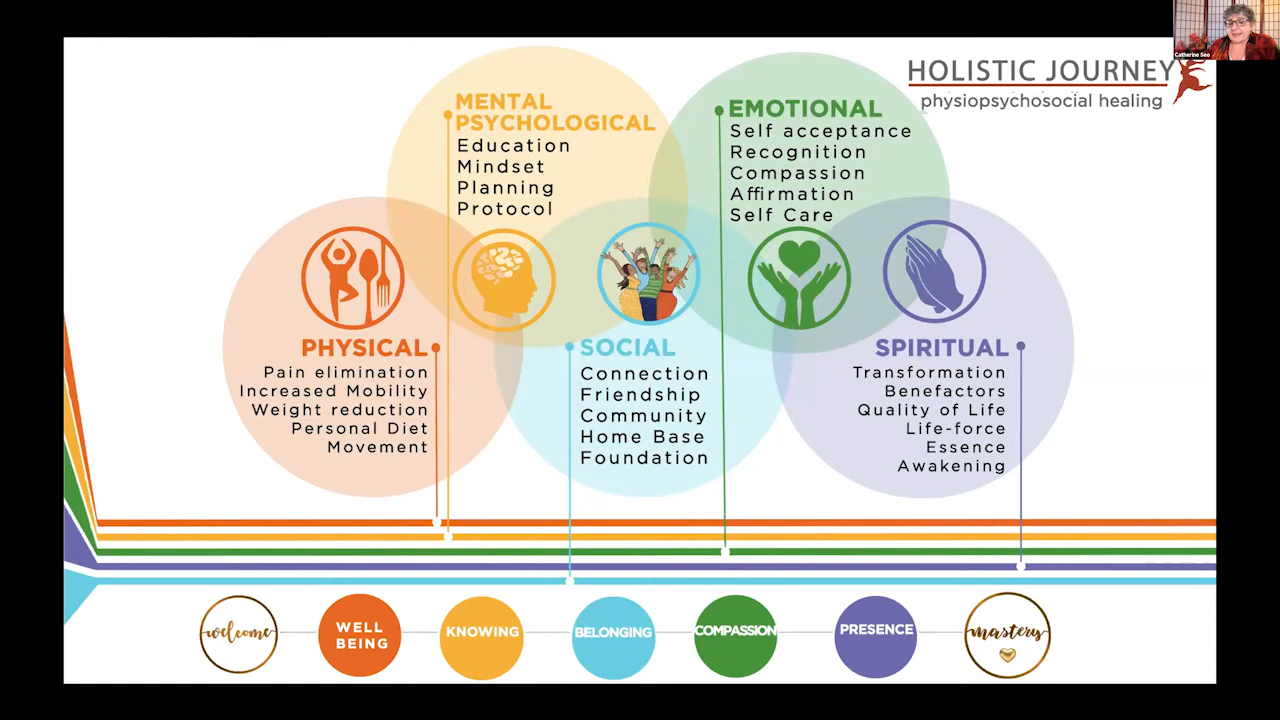 HOLISTIC JOURNEY
physiopsychosocial healing
Catherine See
MENTAL
PSYCHOLOGICAL
Education
Mindset
Planning
Protocol
EMOTIONAL
Self acceptance
Recognition
Compassion
Affirmation
Self Care
PHYSICAL
Pain elimination
Increased Mobility
Weight reduction
Personal Diet
Movement
SOCIAL
Connection
Friendship
Community
Home Base
Foundation
SPIRITUAL
Transformation
Benefactors
Quality of Life
Life-force
Essence
Awakening
welcome
WELL
BEING
KNOWING
BELONGING
COMPASSION
PRESENCE
mastery